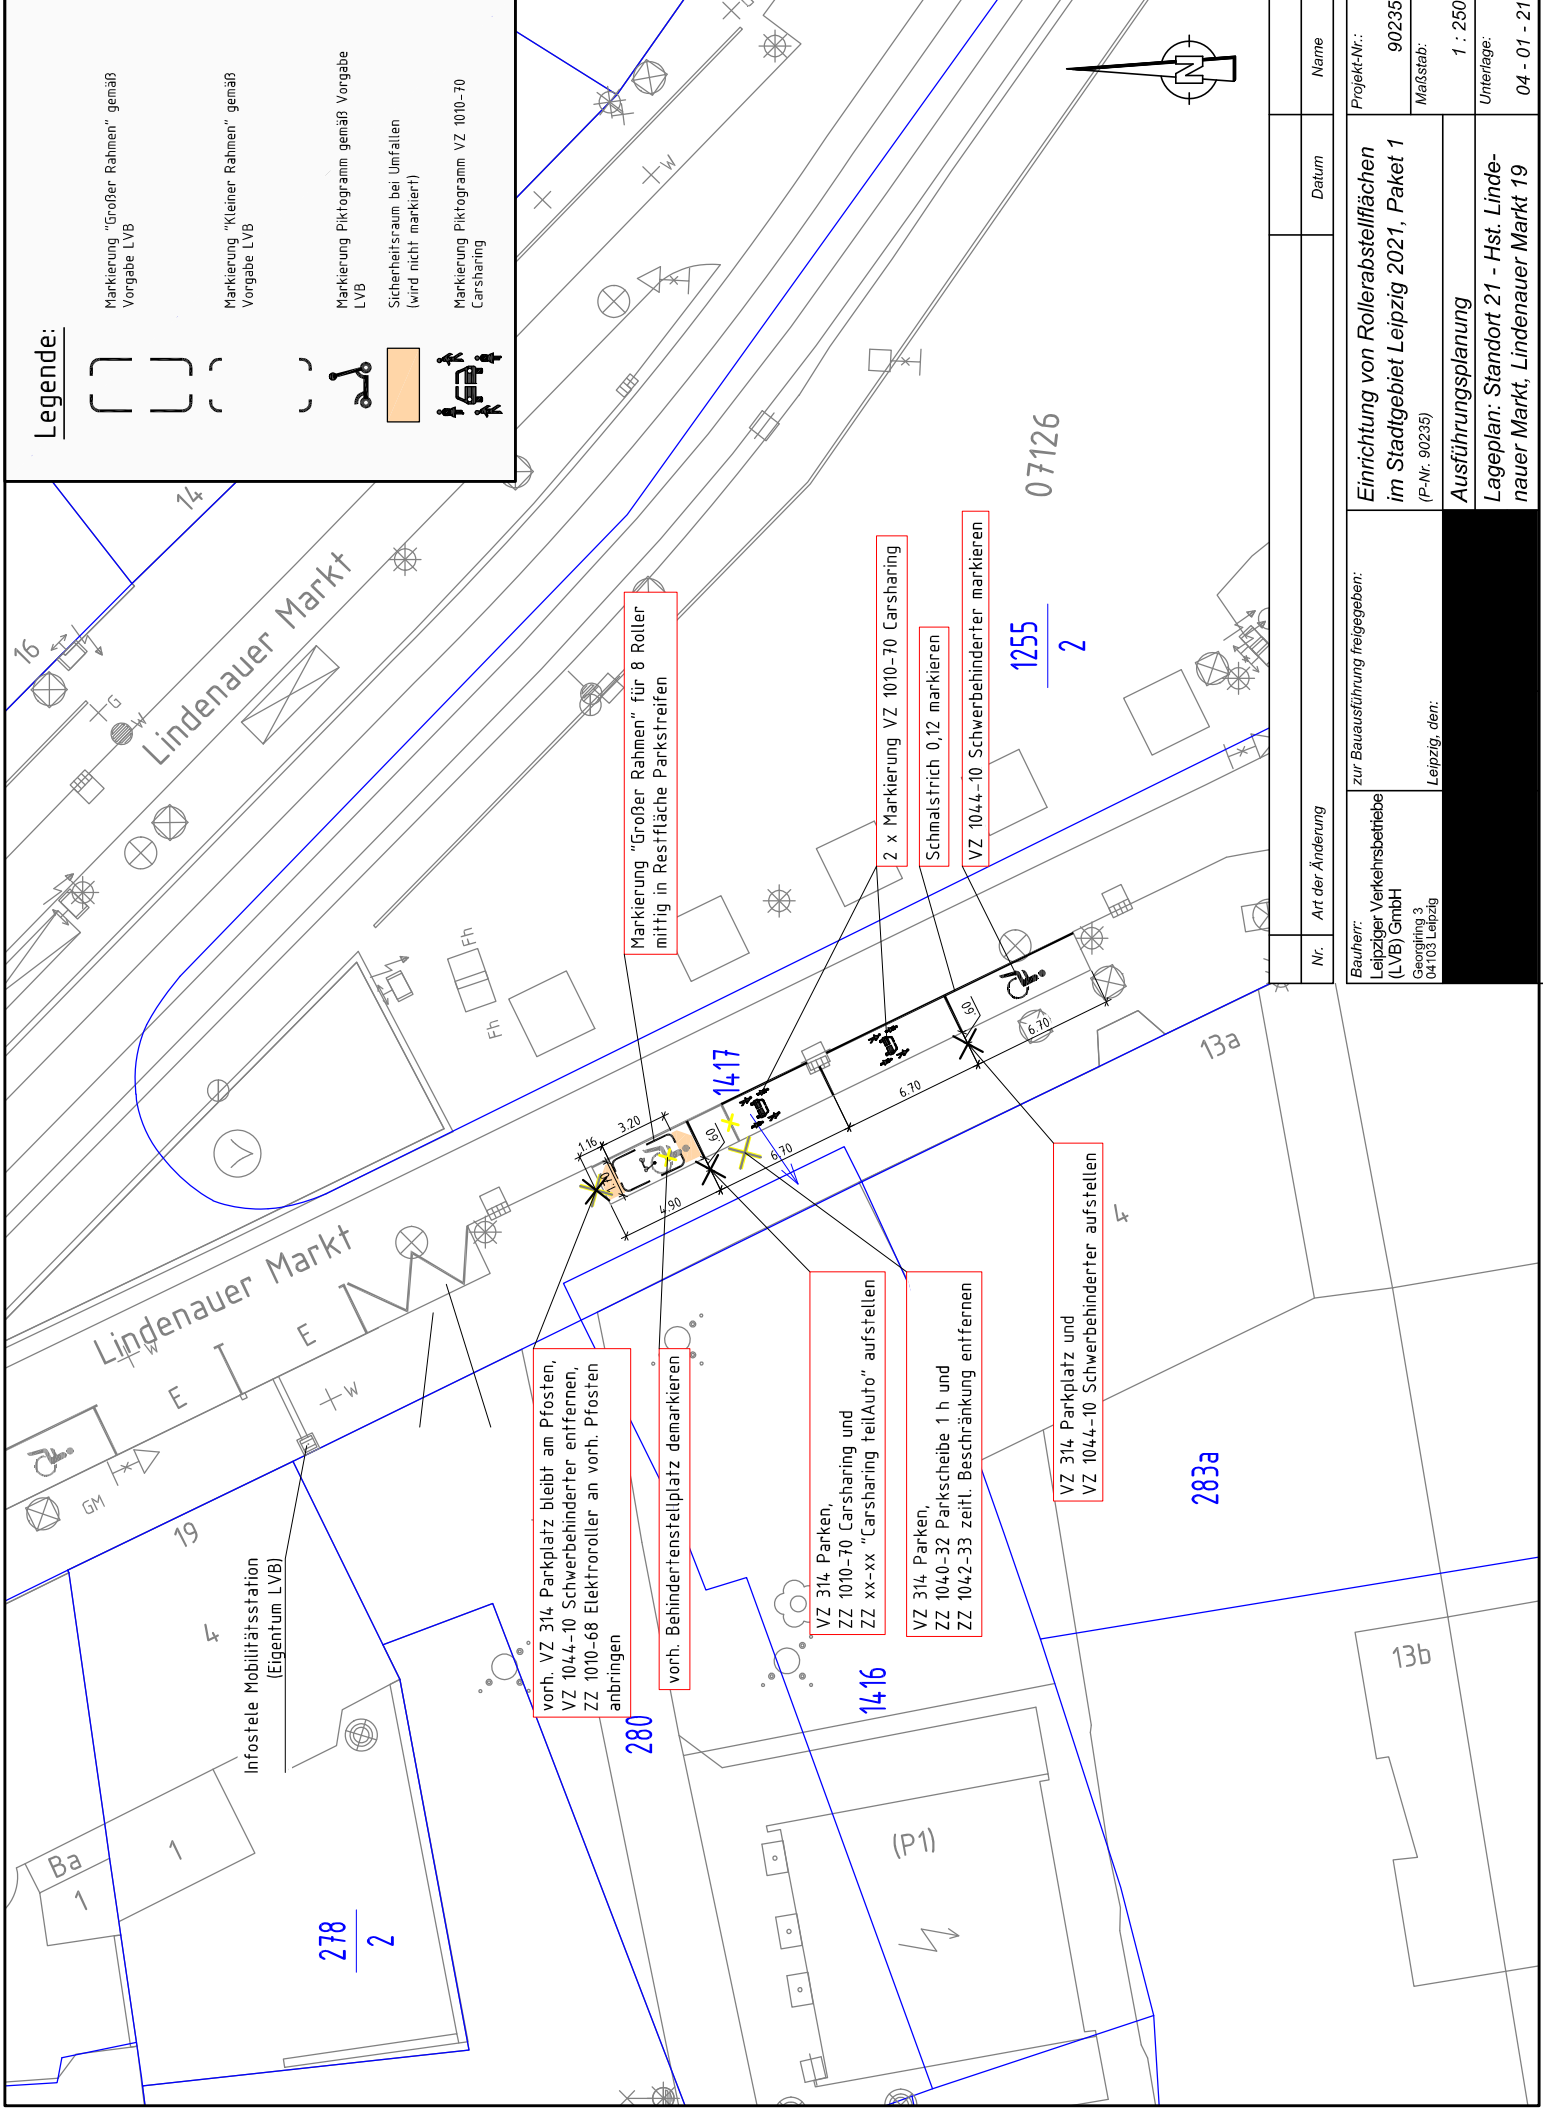 Legende:
Markierung "Großer Rahmen" gemäß
Vorgabe LVB
Markierung "Kleiner Rahmen" gemäß
Vorgabe LVB
Markierung Piktogramm gemäß Vorgabe
LVB
Sicherheitsraum bei Umfallen
(wird nicht markiert)
Markierung Piktogramm VZ 1010-70
Carsharing
N
14
16
G
W
W
Lindenauer Markt
07126
1255
2
Markierung "Großer Rahmen" für 8 Roller
mittig in Restfläche Parkstreifen
2 x Markierung VZ 1010-70 Carsharing
Schmalstrich 0,12 markieren
VZ 1044-10 Schwerbehinderter markieren
Fh
Fh
1417
1.16
3.20
1.70
4.90
.60
6.70
6.70
.60
6.70
13a
4
Lindenauer Markt
W
E
E
W
GM
19
4
Infostele Mobilitätsstation
(Eigentum LVB)
vorh. VZ 314 Parkplatz bleibt am Pfosten,
VZ 1044-10 Schwerbehinderter entfernen,
ZZ 1010-68 Elektroroller an vorh. Pfosten
anbringen
vorh. Behindertenstellplatz demarkieren
VZ 314 Parken,
ZZ 1010-70 Carsharing und
ZZ xx-xx "Carsharing teilAuto" aufstellen
VZ 314 Parken,
ZZ 1040-32 Parkscheibe 1 h und
ZZ 1042-33 zeitl. Beschränkung entfernen
VZ 314 Parkplatz und
VZ 1044-10 Schwerbehinderter aufstellen
283a
280
1416
13b
(P1)
Ba
1
1
278
2
Nr.
Art der Änderung
Datum
Name
Bauherr:
Leipziger Verkehrsbetriebe
(LVB) GmbH
Georgiring 3
04103 Leipzig
zur Bauausführung freigegeben:
Leipzig, den:
Einrichtung von Rollerabstellflächen
im Stadtgebiet Leipzig 2021, Paket 1
(P-Nr. 90235)
Ausführungsplanung
Lageplan: Standort 21 - Hst. Linde-
nauer Markt, Lindenauer Markt 19
Projekt-Nr.:
90235
Maßstab:
1 : 250
Unterlage:
04 - 01 - 21